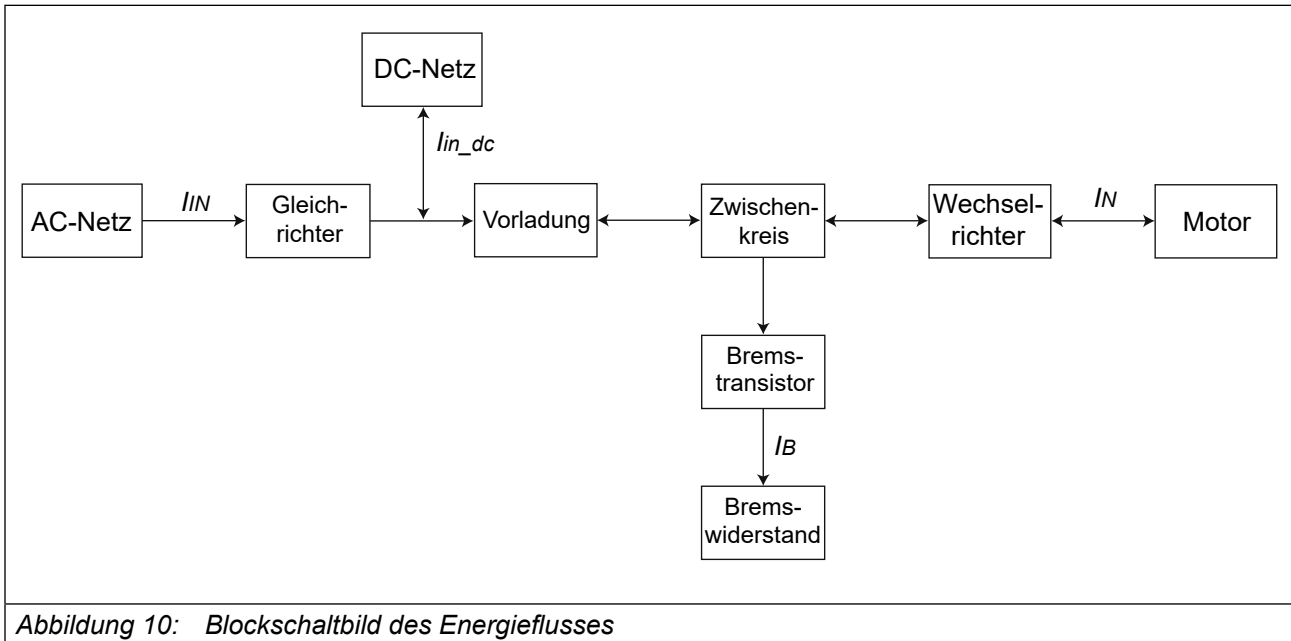 DC-Netz
Iin_dc
AC-Netz
IIN
Gleich-
richter
Vorladung
Zwischen-
kreis
Wechsel-
richter
IN
Motor
Brems-
transistor
IB
Brems-
widerstand
Abbildung 10: Blockschaltbild des Energieflusses